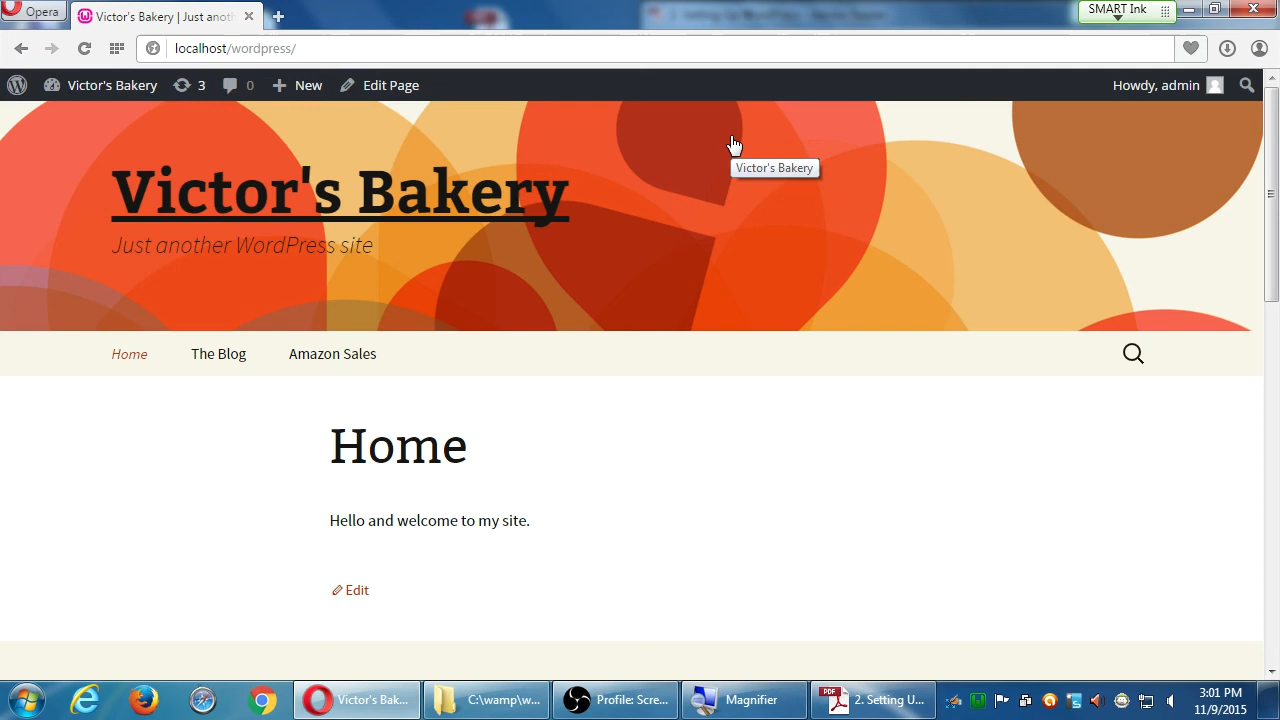 Opera
Victor's Bakery | Just anoth
SMART Ink
localhost/wordpress/
Victor's Bakery 3 0 New Edit Page Howdy, admin
Victor's Bakery
Victor's Bakery
Just another WordPress site
Home The Blog Amazon Sales
Home
Hello and welcome to my site.
Edit
Victor's Bak... C:\wamp\w... Profile: Scre... Magnifier PDF 2. Setting U...
3:01 PM
11/9/2015